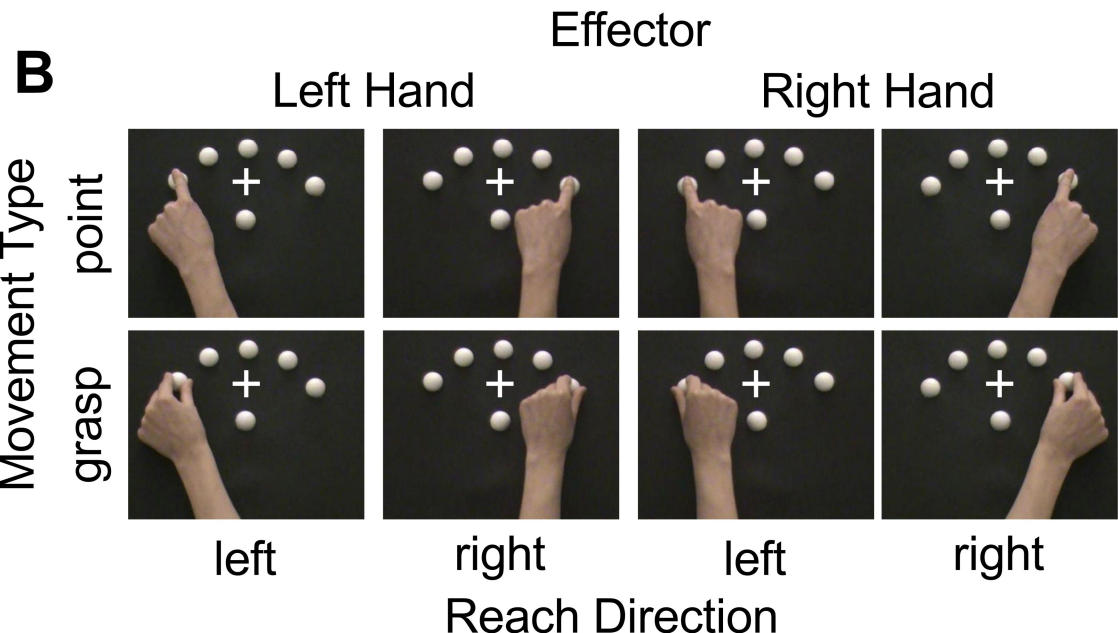 Effector
B
Left Hand
Right Hand
Movement Type
point
grasp
left
right
left
right
Reach Direction